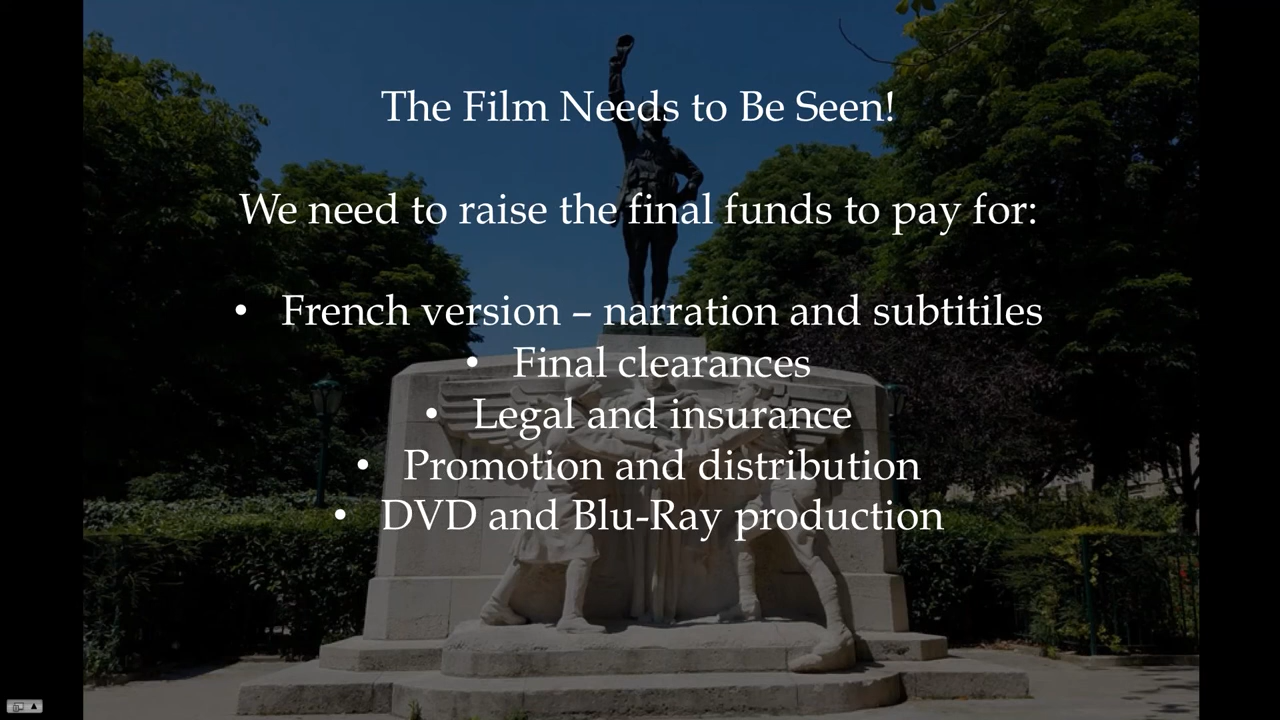 The Film Needs to Be Seen!
We need to raise the final funds to pay for:
• French version – narration and subtitiles
• Final clearances
• Legal and insurance
• Promotion and distribution
• DVD and Blu-Ray production